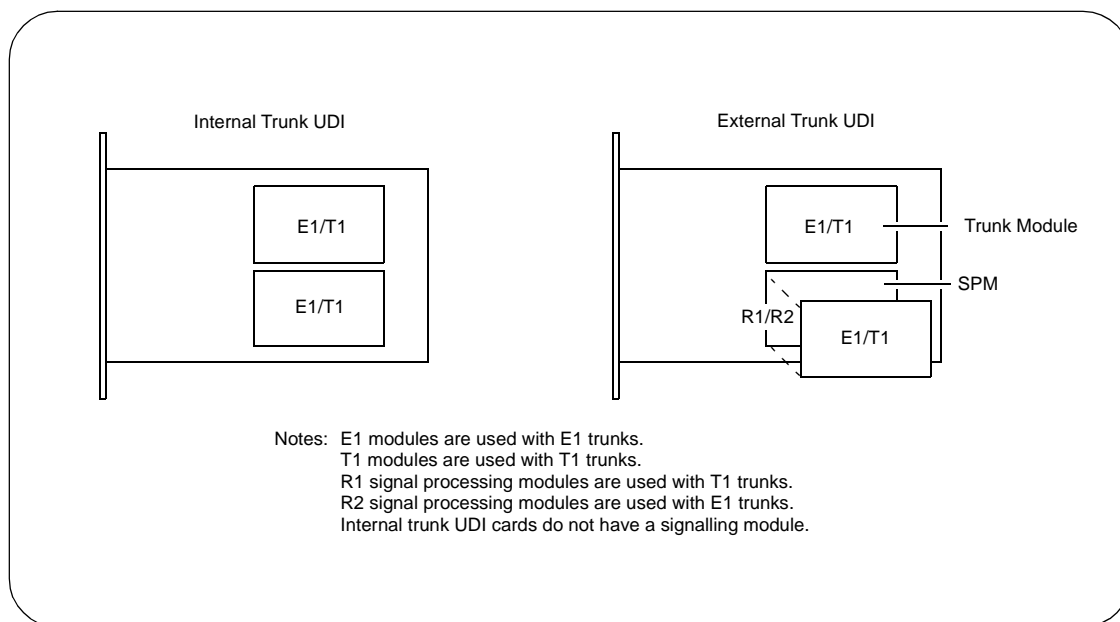 Internal Trunk UDI
E1/T1
E1/T1
External Trunk UDI
E1/T1
Trunk Module
SPM
R1/R2
E1/T1
Notes: E1 modules are used with E1 trunks.
T1 modules are used with T1 trunks.
R1 signal processing modules are used with T1 trunks.
R2 signal processing modules are used with E1 trunks.
Internal trunk UDI cards do not have a signalling module.